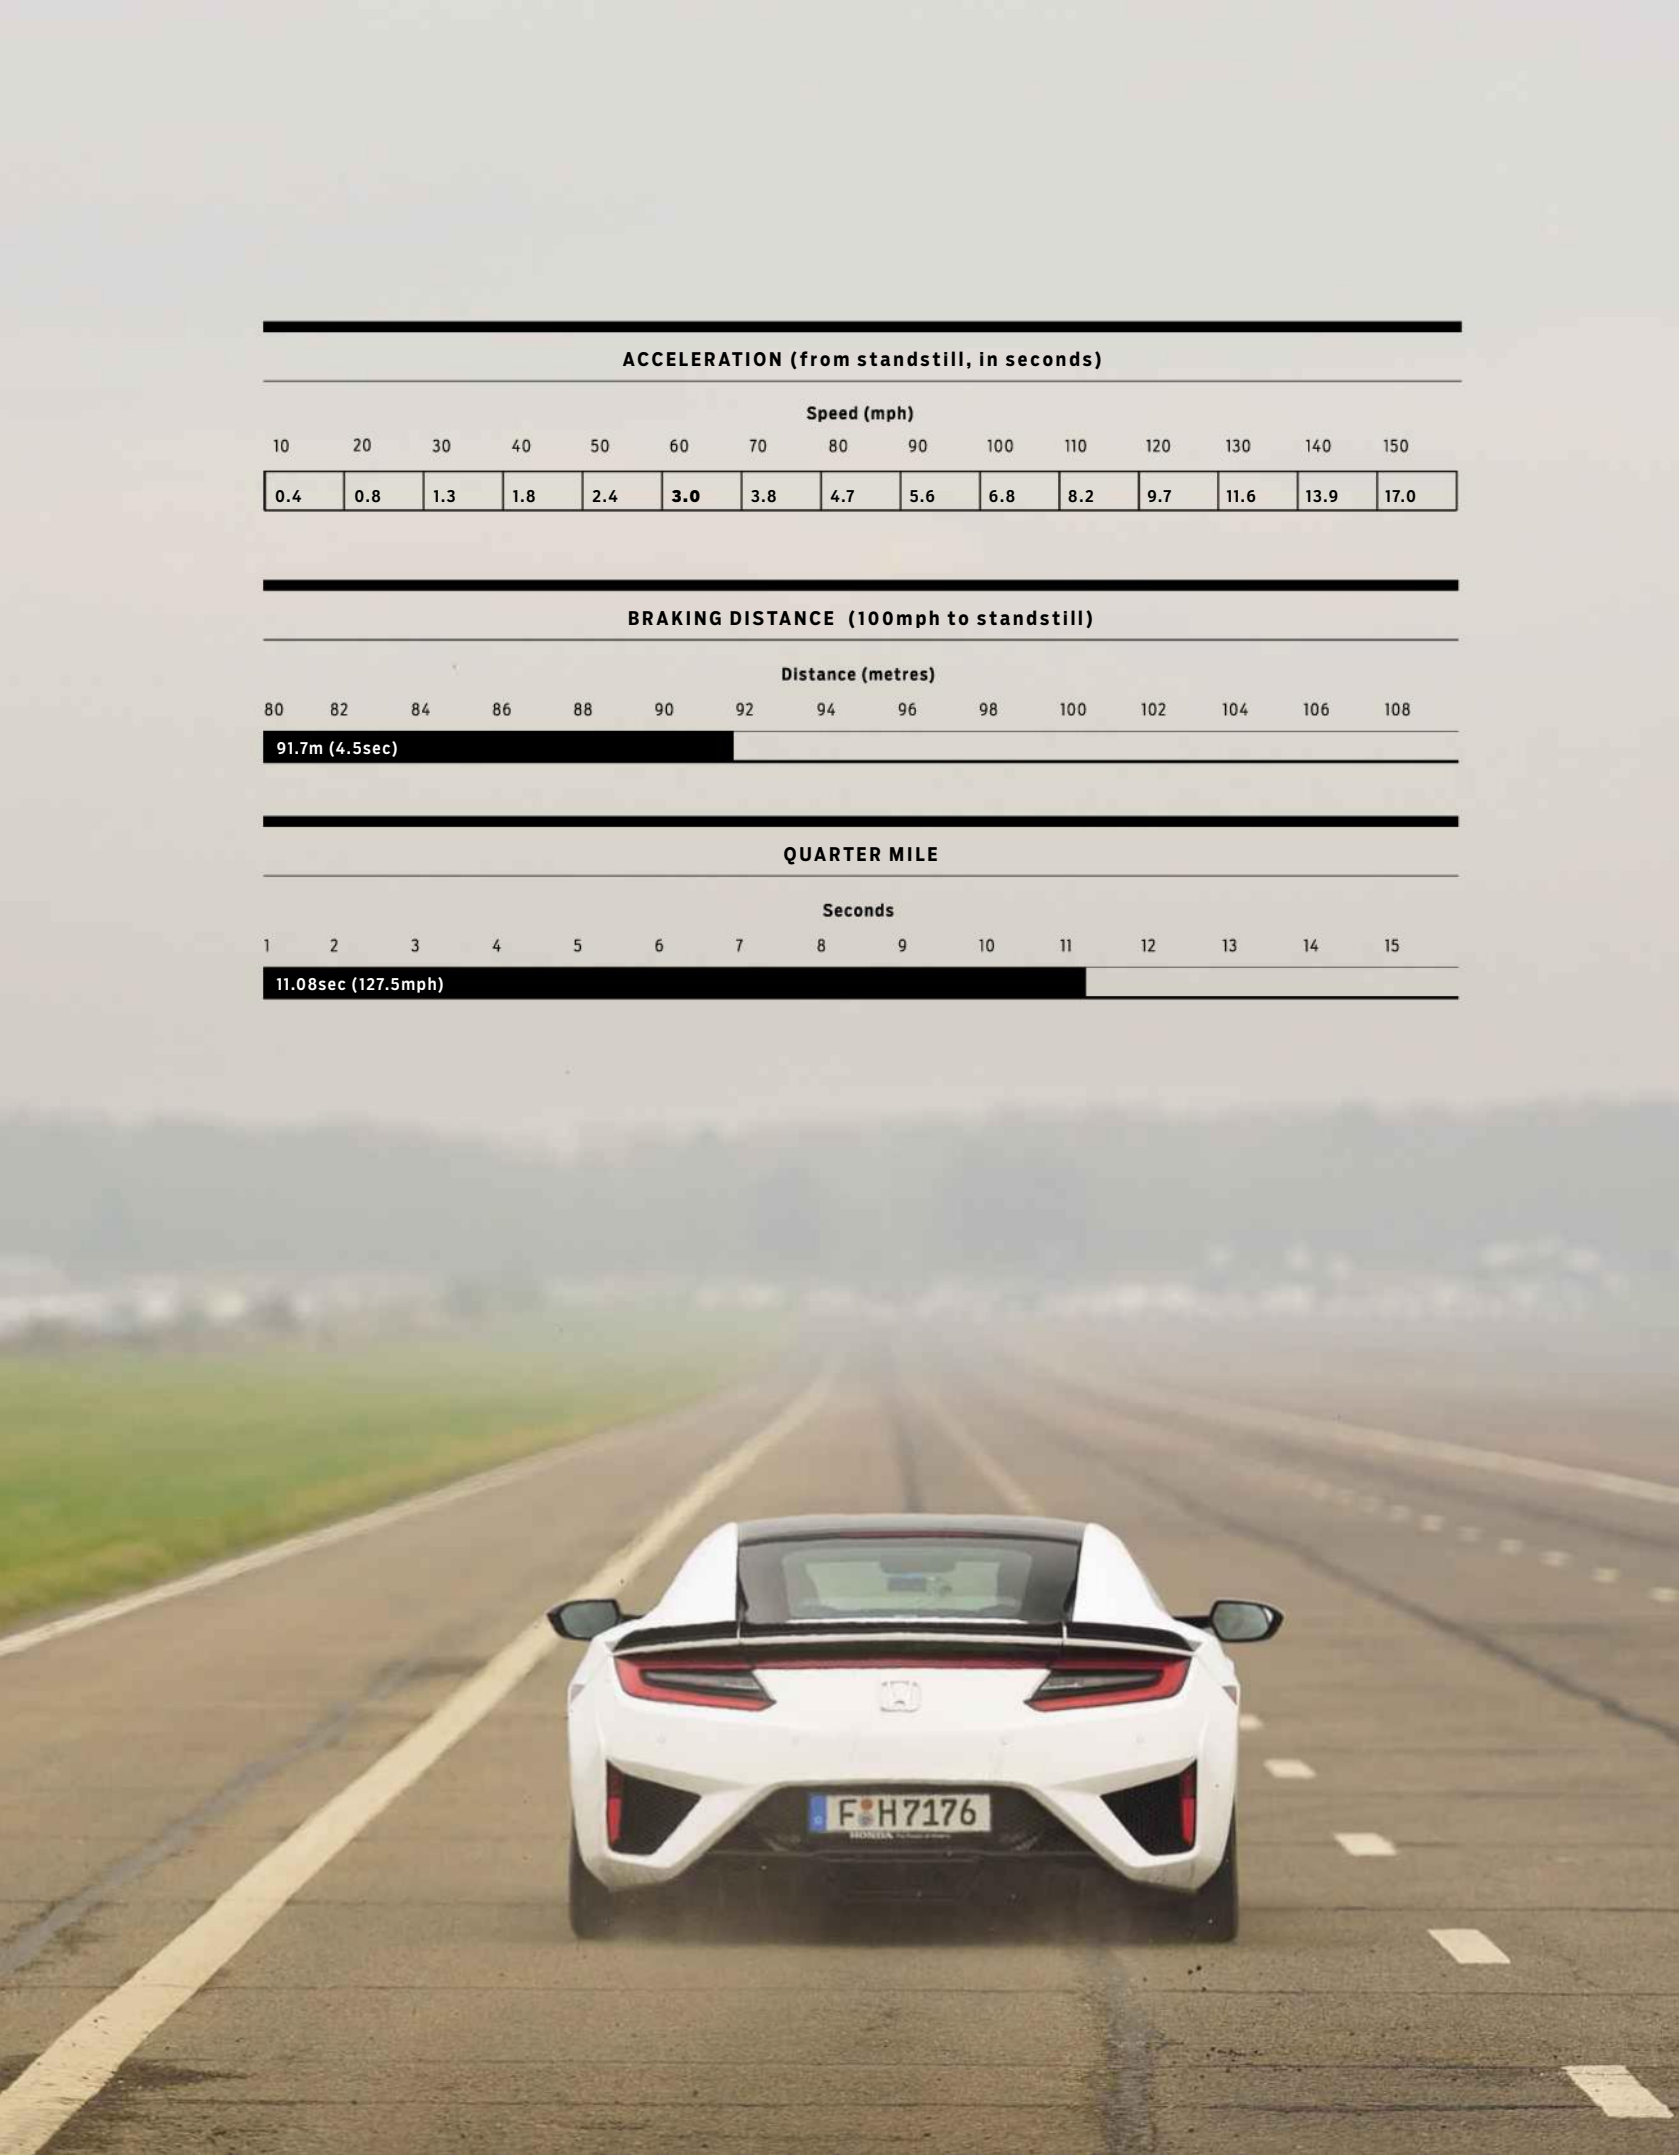 ACCELERATION (from standstill, in seconds)
Speed (mph)
10 20 30 40 50 60 70 80 90 100 110 120 130 140 150
0.4 0.8 1.3 1.8 2.4 3.0 3.8 4.7 5.6 6.8 8.2 9.7 11.6 13.9 17.0
BRAKING DISTANCE (100mph to standstill)
Distance (metres)
80 82 84 86 88 90 92 94 96 98 100 102 104 106 108
91.7m (4.5sec)
QUARTER MILE
Seconds
1 2 3 4 5 6 7 8 9 10 11 12 13 14 15
11.08sec (127.5mph)
F H 7176
HONDA